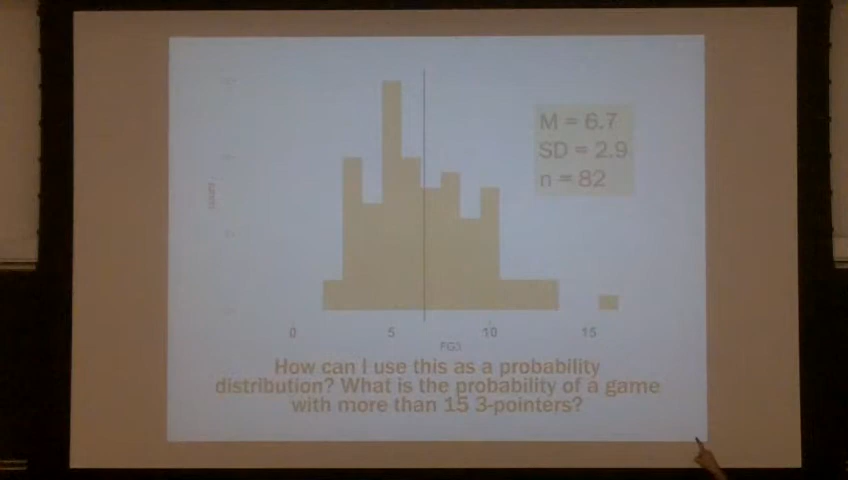 M = 6.7
SD = 2.9
n = 82
0 5 10 15
FG3
How can I use this as a probability
distribution? What is the probability of a game
with more than 15 3-pointers?